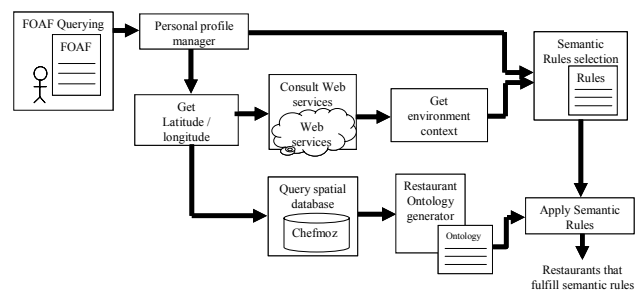 FOAF Querying
FOAF
Personal profile
manager
Semantic
Rules selection
Rules
Get
Latitude /
longitude
Consult Web
services
Web
services
Get
environment
context
Query spatial
database
Chefmoz
Restaurant
Ontology
generator
Ontology
Apply Semantic
Rules
Restaurants that
fulfill semantic rules